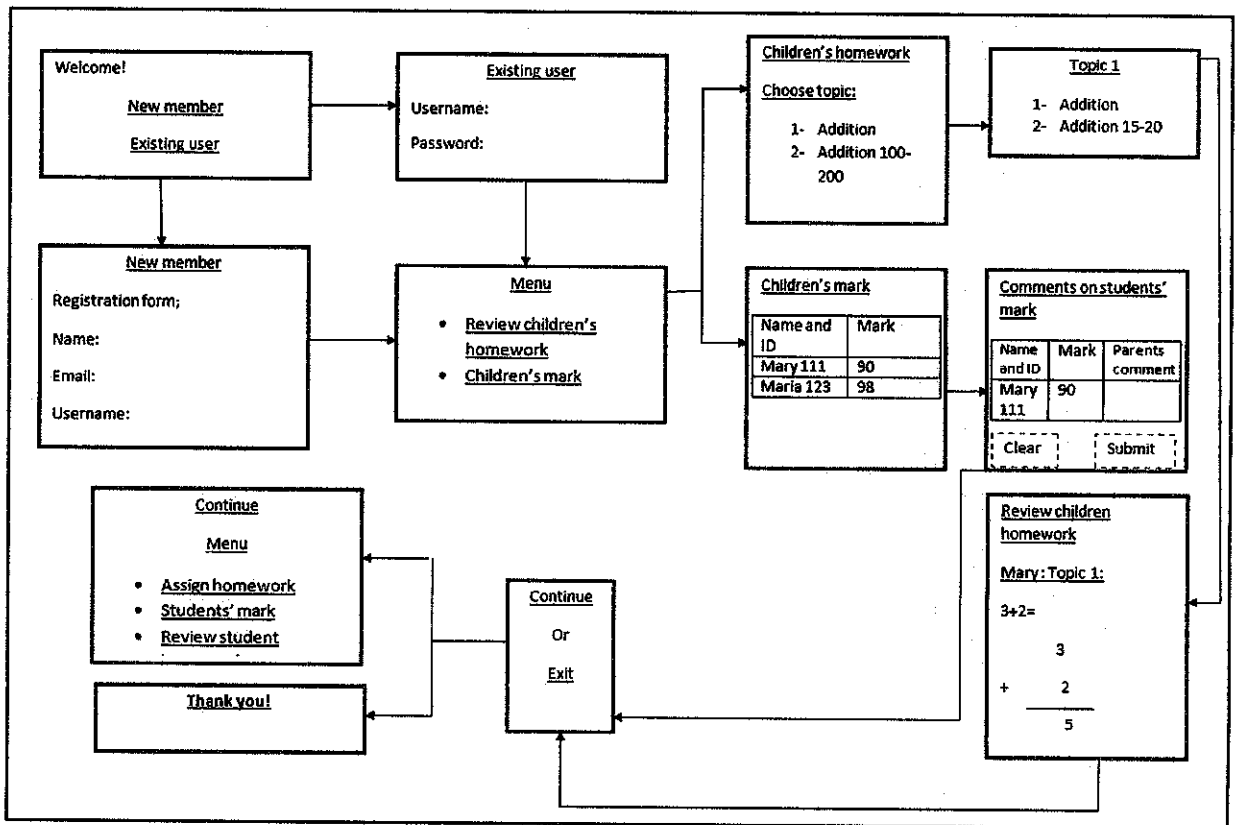 Welcome!
New member
Existing user
Existing user
Username:
Password:
Children's homework
Choose topic:
1- Addition
2- Addition 100-
200
Topic 1
1- Addition
2- Addition 15-20
New member
Registration form;
Name:
Email:
Username:
Menu
• Review children's
homework
• Children's mark
Children's mark
Name and Mark
ID
Mary 111 90
Maria 123 98
Comments on students'
mark
Name Mark Parents
and ID comment
Mary 90
111
Clear Submit
Continue
Menu
• Assign homework
• Students' mark
• Review student
Thank you!
Continue
Or
Exit
Review children
homework
Mary: Topic 1:
3+2=
3
+ 2
5